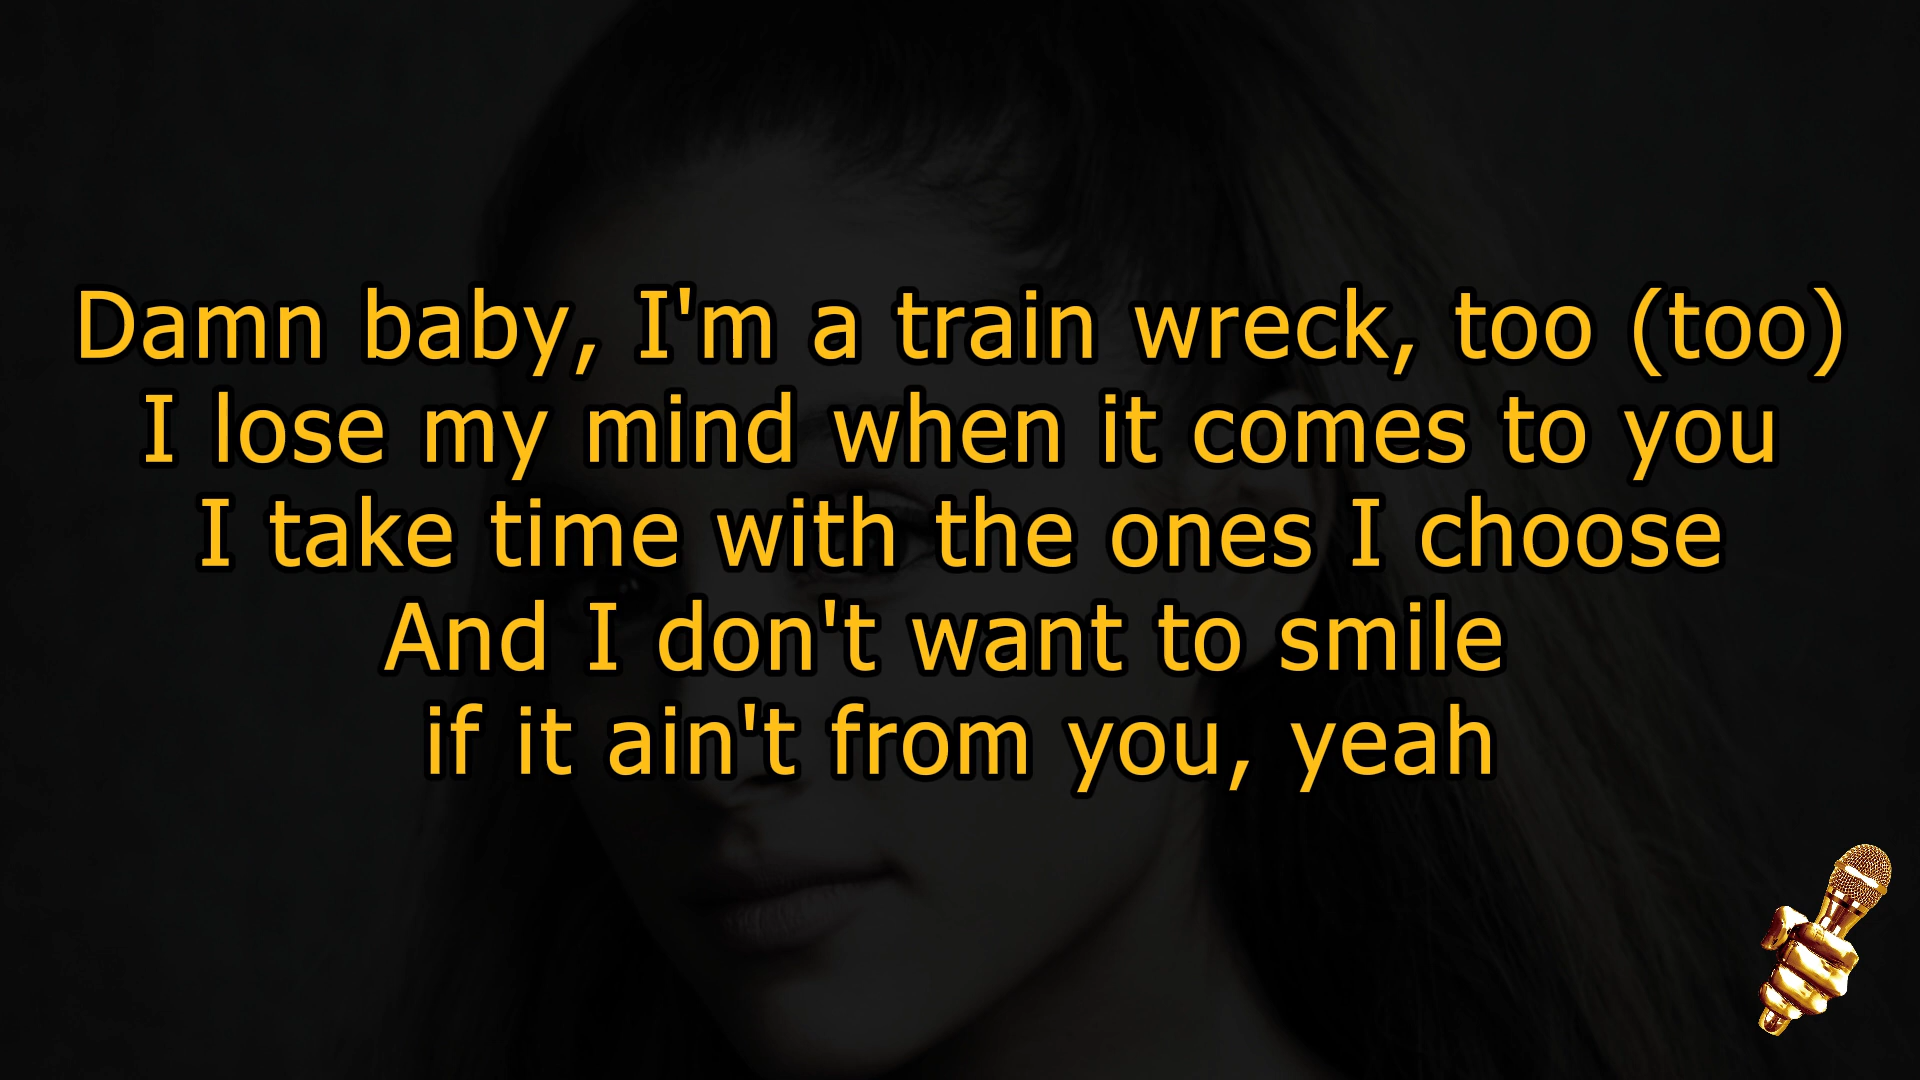 Damn baby, I'm a train wreck, too (too)
I lose my mind when it comes to you
I take time with the ones I choose
And I don't want to smile
if it ain't from you, yeah